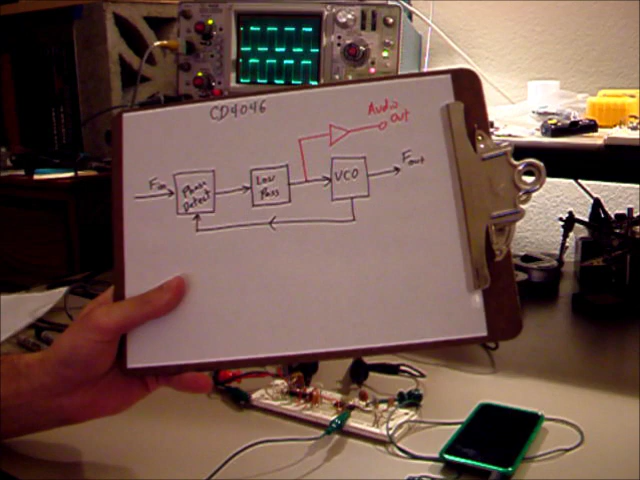 CD4046
Audio
Out
Fin
Phase
Detect
Low
Pass
VCO
Fout